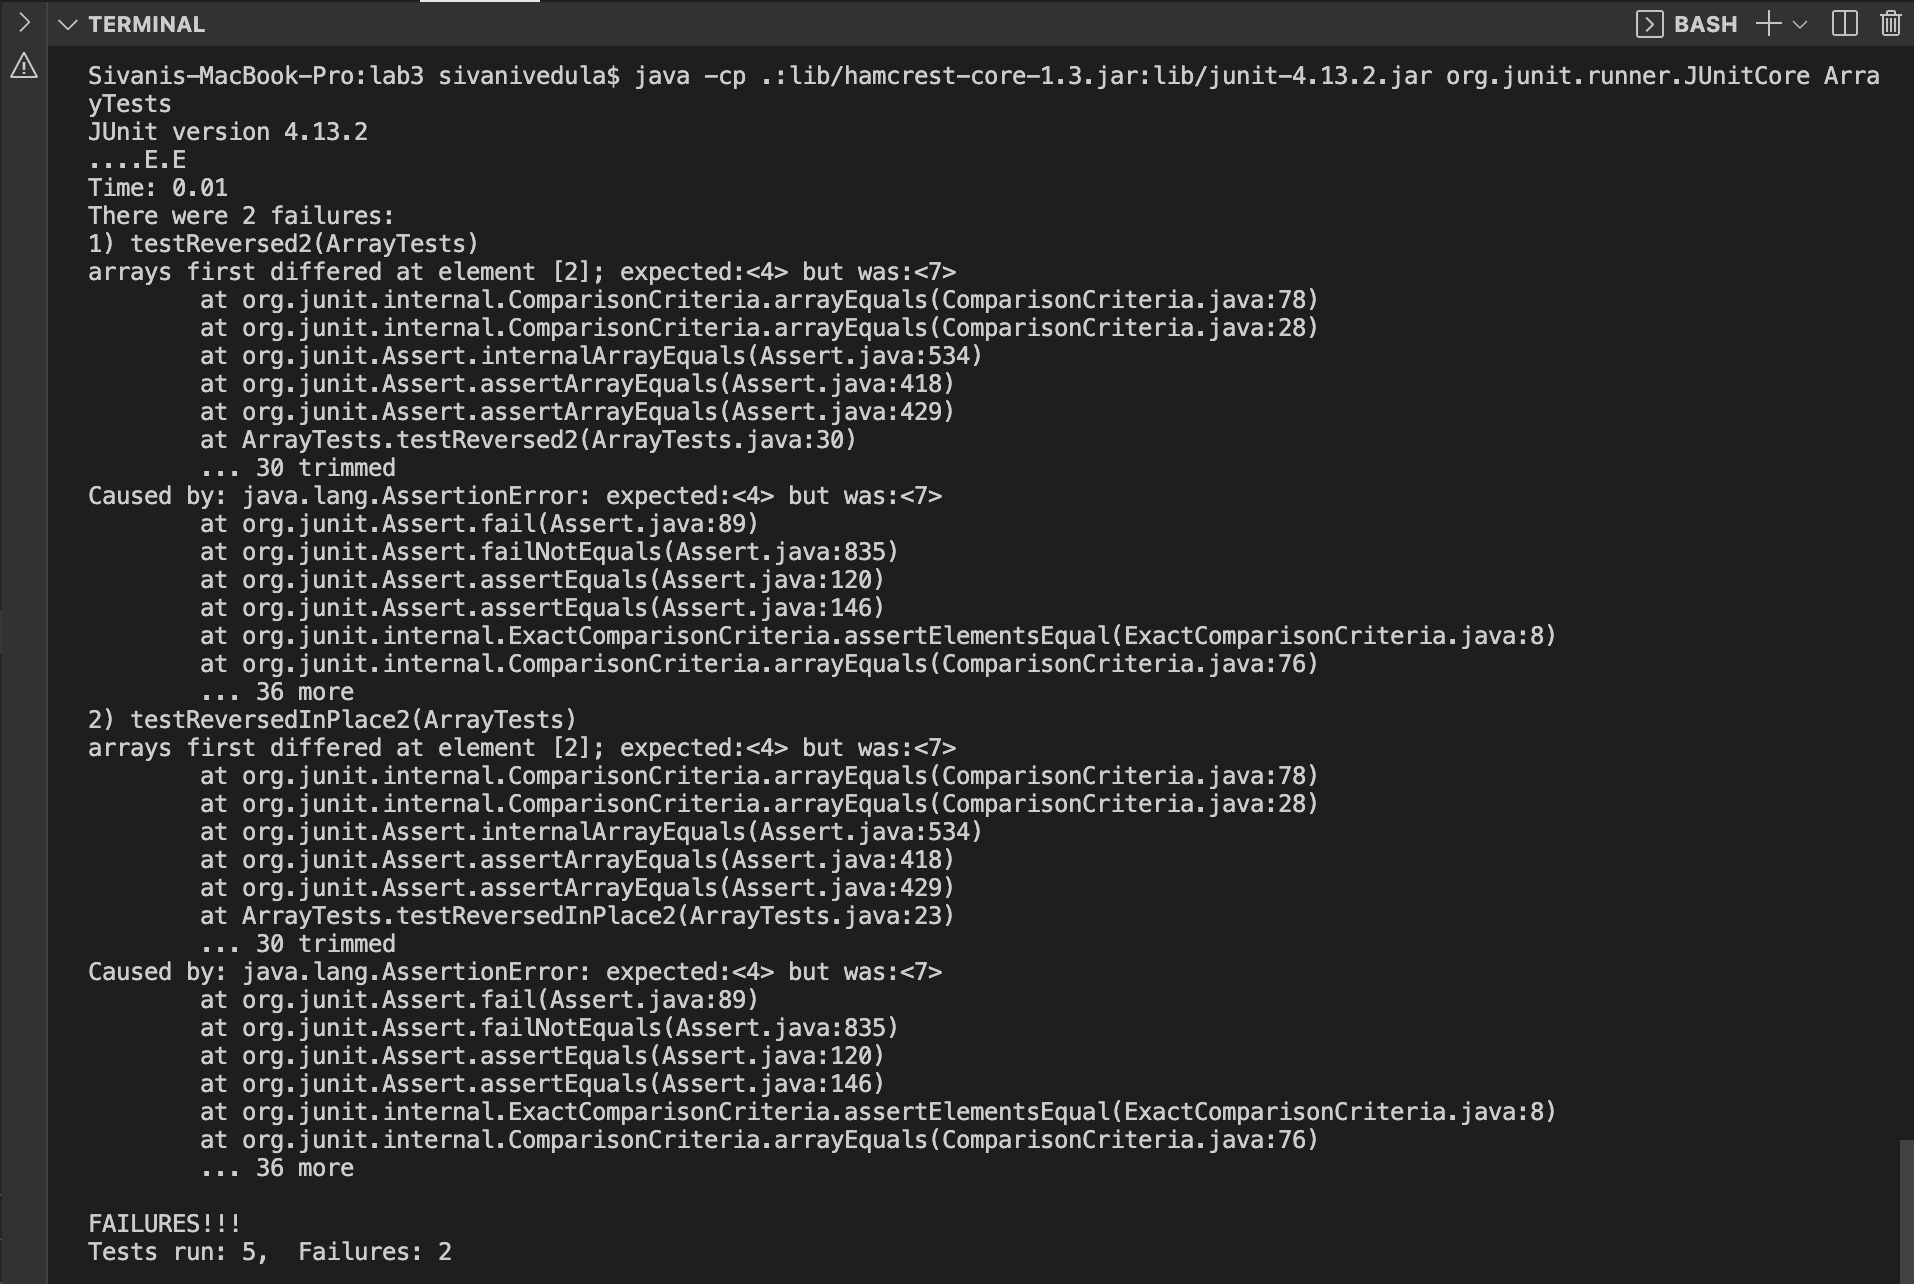 TERMINAL
BASH
Sivanis-MacBook-Pro:lab3 sivanivedula$ java -cp .:lib/hamcrest-core-1.3.jar:lib/junit-4.13.2.jar org.junit.runner.JUnitCore Arra
yTests
JUnit version 4.13.2
....E.E
Time: 0.01
There were 2 failures:
1) testReversed2(ArrayTests)
arrays first differed at element [2]; expected:<4> but was:<7>
        at org.junit.internal.ComparisonCriteria.arrayEquals(ComparisonCriteria.java:78)
        at org.junit.internal.ComparisonCriteria.arrayEquals(ComparisonCriteria.java:28)
        at org.junit.Assert.internalArrayEquals(Assert.java:534)
        at org.junit.Assert.assertArrayEquals(Assert.java:418)
        at org.junit.Assert.assertArrayEquals(Assert.java:429)
        at ArrayTests.testReversed2(ArrayTests.java:30)
        ... 30 trimmed
Caused by: java.lang.AssertionError: expected:<4> but was:<7>
        at org.junit.Assert.fail(Assert.java:89)
        at org.junit.Assert.failNotEquals(Assert.java:835)
        at org.junit.Assert.assertEquals(Assert.java:120)
        at org.junit.Assert.assertEquals(Assert.java:146)
        at org.junit.internal.ExactComparisonCriteria.assertElementsEqual(ExactComparisonCriteria.java:8)
        at org.junit.internal.ComparisonCriteria.arrayEquals(ComparisonCriteria.java:76)
        ... 36 more
2) testReversedInPlace2(ArrayTests)
arrays first differed at element [2]; expected:<4> but was:<7>
        at org.junit.internal.ComparisonCriteria.arrayEquals(ComparisonCriteria.java:78)
        at org.junit.internal.ComparisonCriteria.arrayEquals(ComparisonCriteria.java:28)
        at org.junit.Assert.internalArrayEquals(Assert.java:534)
        at org.junit.Assert.assertArrayEquals(Assert.java:418)
        at org.junit.Assert.assertArrayEquals(Assert.java:429)
        at ArrayTests.testReversedInPlace2(ArrayTests.java:23)
        ... 30 trimmed
Caused by: java.lang.AssertionError: expected:<4> but was:<7>
        at org.junit.Assert.fail(Assert.java:89)
        at org.junit.Assert.failNotEquals(Assert.java:835)
        at org.junit.Assert.assertEquals(Assert.java:120)
        at org.junit.Assert.assertEquals(Assert.java:146)
        at org.junit.internal.ExactComparisonCriteria.assertElementsEqual(ExactComparisonCriteria.java:8)
        at org.junit.internal.ComparisonCriteria.arrayEquals(ComparisonCriteria.java:76)
        ... 36 more
FAILURES!!!
Tests run: 5,  Failures: 2